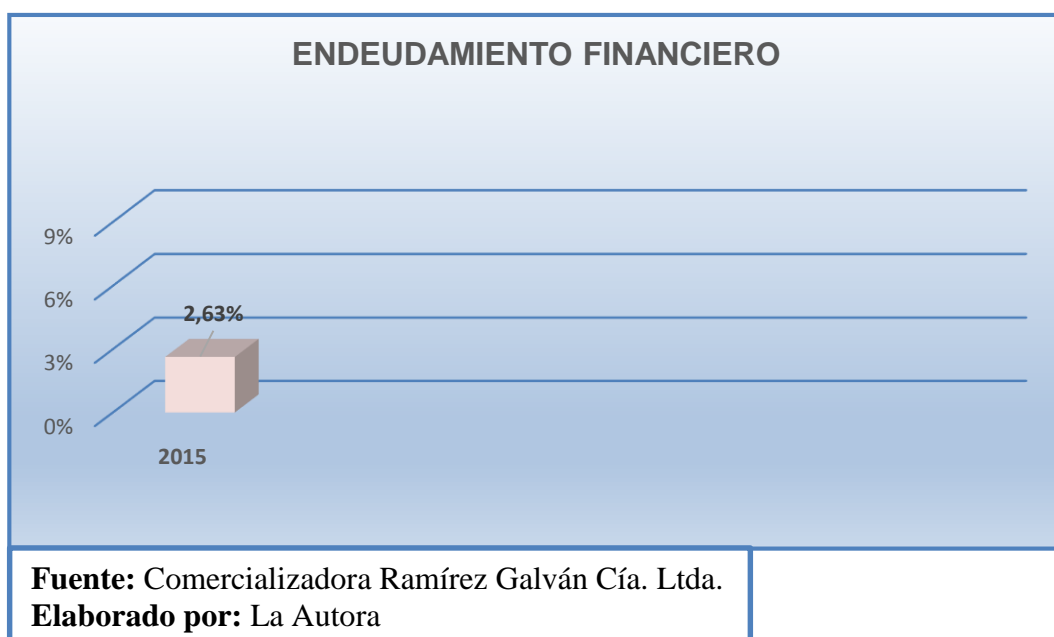 ENDEUDAMIENTO FINANCIERO
9%
6%
2,63%
3%
0%
2015
Fuente: Comercializadora Ramírez Galván Cía. Ltda.
Elaborado por: La Autora